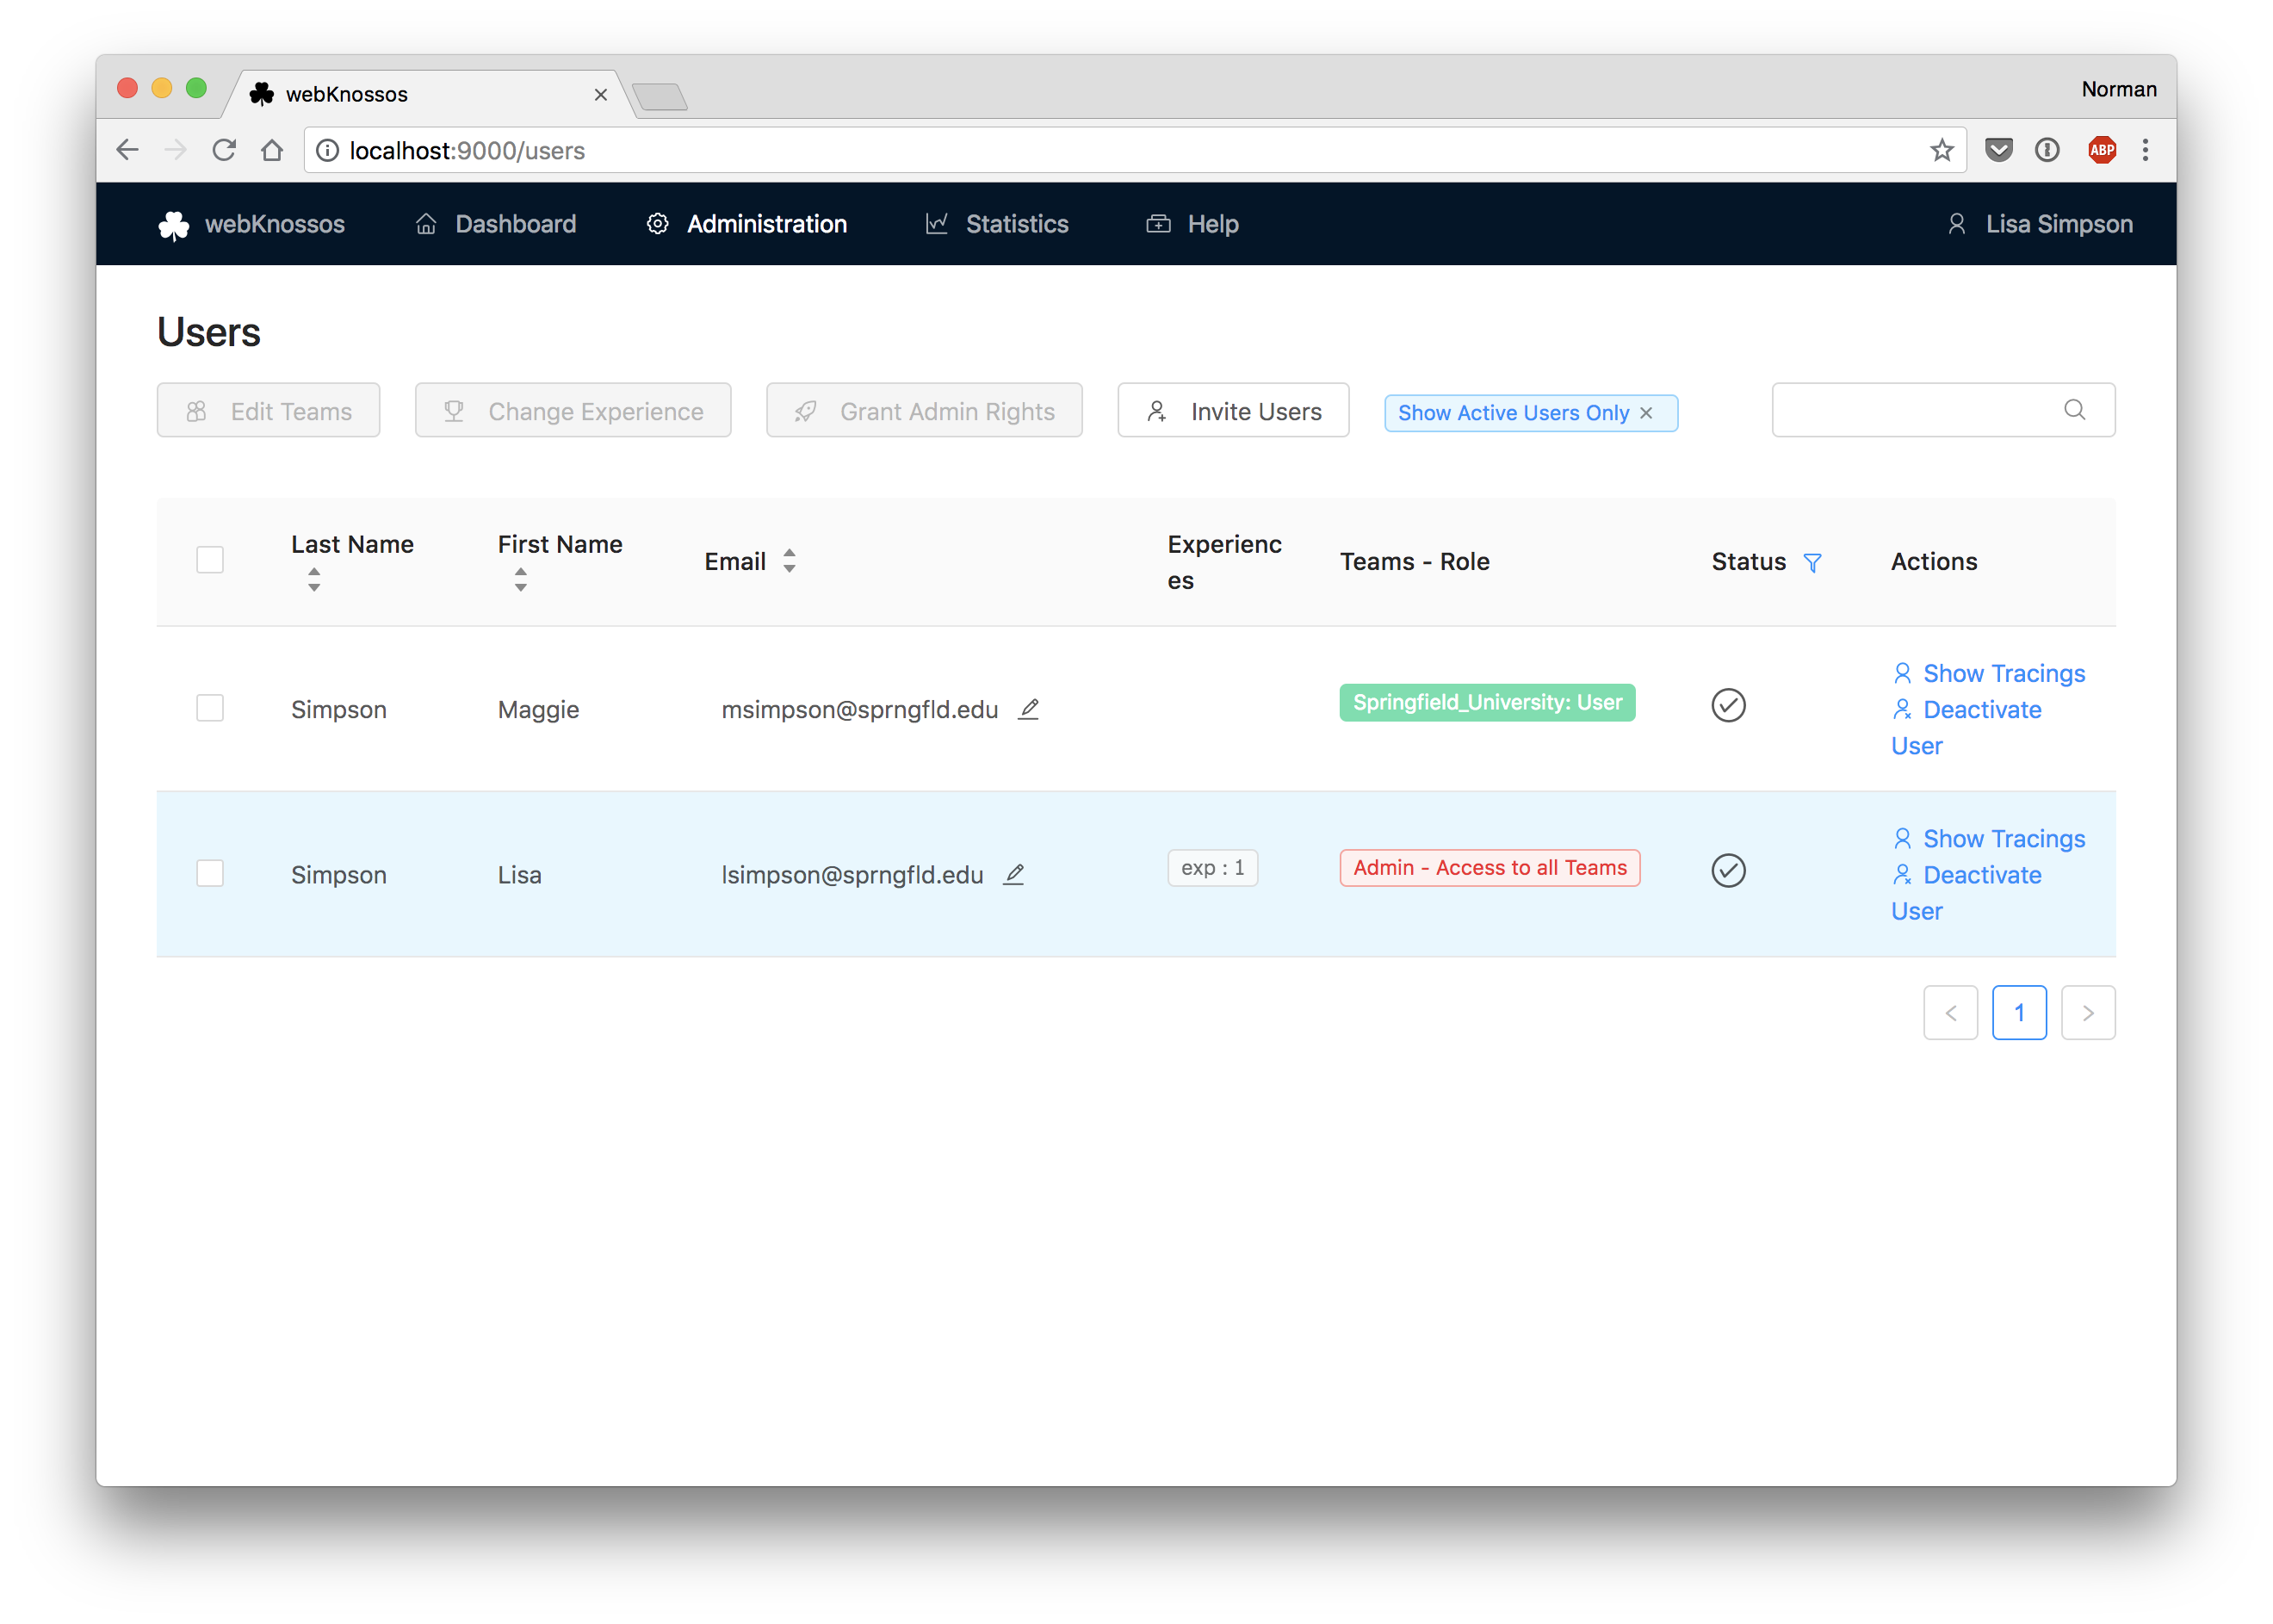 webKnossos
Norman
localhost:9000/users
ABP
webKnossos Dashboard Administration Statistics Help Lisa Simpson
Users
Edit Teams Change Experience Grant Admin Rights Invite Users Show Active Users Only
Last Name First Name Email Experienc
es Teams - Role Status Actions
Simpson Maggie msimpson@sprngfld.edu Springfield_University: User Show Tracings
Deactivate
User
Simpson Lisa lsimpson@sprngfld.edu exp : 1 Admin - Access to all Teams Show Tracings
Deactivate
User
1